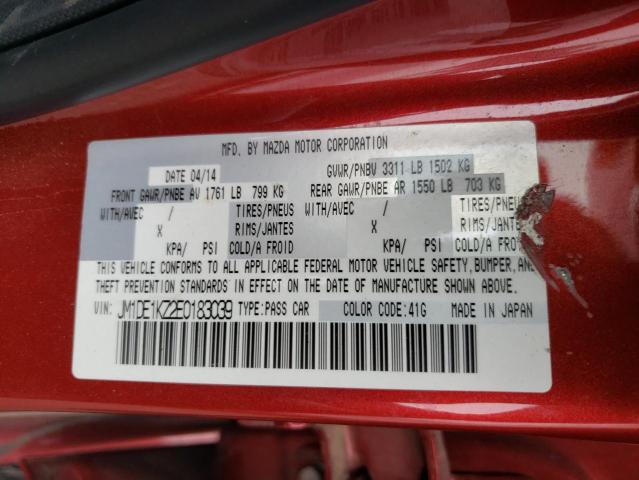 MFD. BY MAZDA MOTOR CORPORATION
DATE 04/14 GVWR/PNBV 3311 LB 1502 KG
FRONT GAWR/PNBE AV 1761 LB 799 KG REAR GAWR/PNBE AR 1550 LB 703 KG
WITH/AVEC / TIRES/PNEUS WITH/AVEC / TIRES/PNEU
X RIMS/JANTES X RIMS/JANTES
KPA/ PSI COLD/A FROID KPA/ PSI COLD/A FRO
THIS VEHICLE CONFORMS TO ALL APPLICABLE FEDERAL MOTOR VEHICLE SAFETY, BUMPER, AND
THEFT PREVENTION STANDARDS IN EFFECT ON THE DATE OF MANUFACTURE SHOWN ABOVE.
VIN: JM1DE1KZ2E0183039 TYPE: PASS CAR COLOR CODE: 41G MADE IN JAPAN